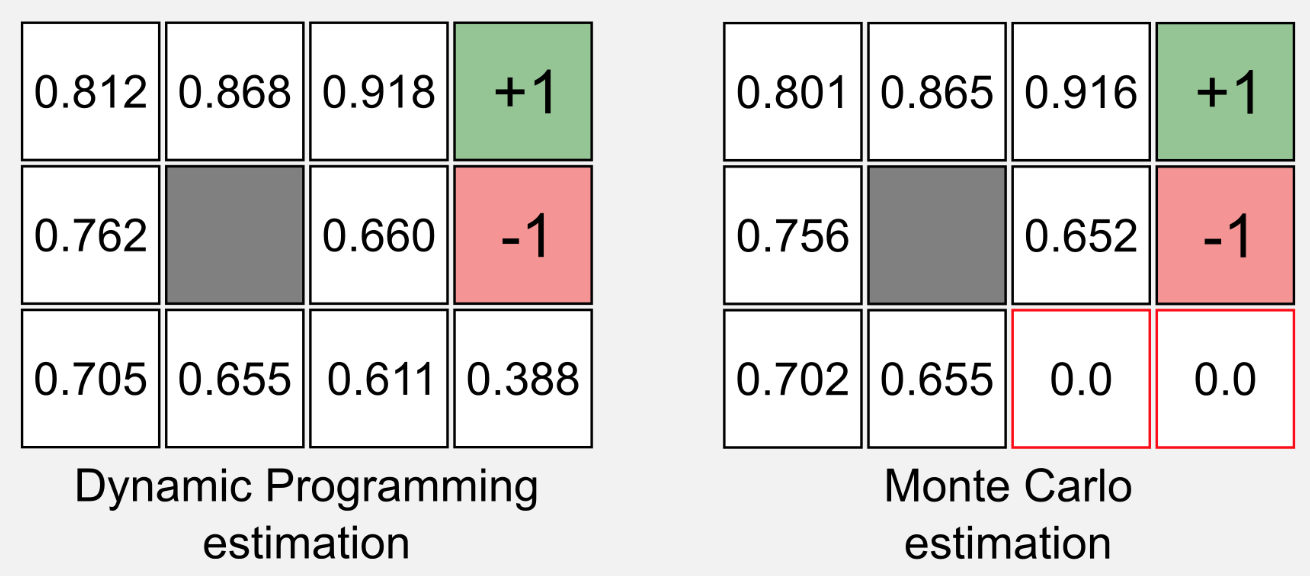 0.812 0.868 0.918 +1
0.762 0.660 -1
0.705 0.655 0.611 0.388
Dynamic Programming
estimation
0.801 0.865 0.916 +1
0.756 0.652 -1
0.702 0.655 0.0 0.0
Monte Carlo
estimation